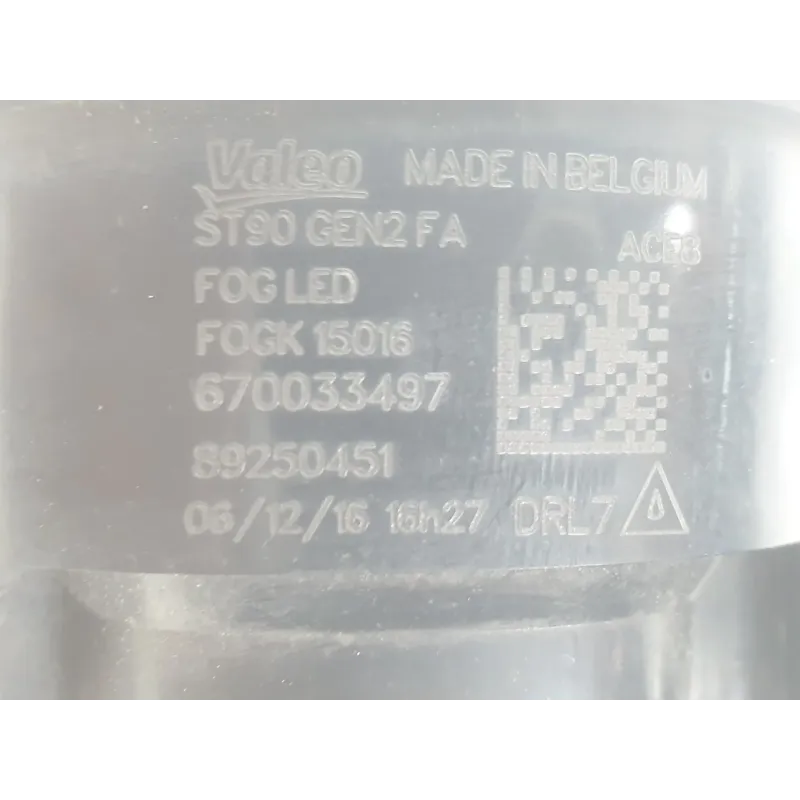 Valeo MADE IN BELGIUM
ST90 GEN2 FA
ACE8
FOG LED
FOGK 15016
670033497
89250451
06/12/16 16h27 DRL7